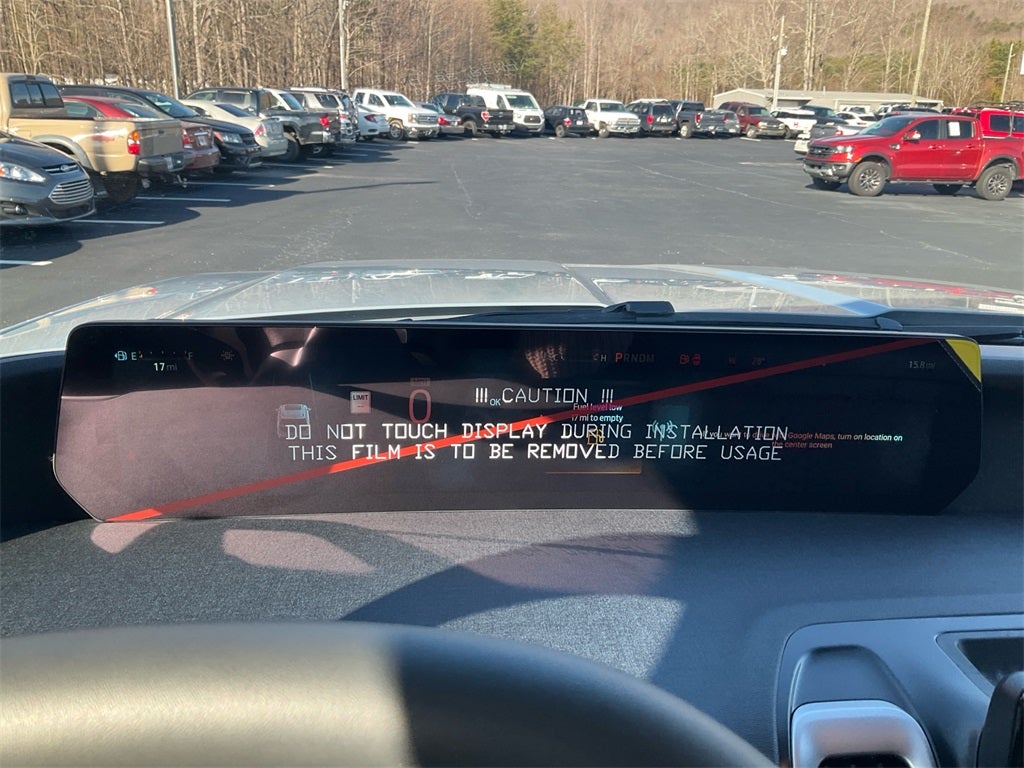 E F
17 mi
PRNDM
15.8 mi
LIMIT
0
!!! CAUTION !!!
OK
Fuel level low
17 mi to empty
DO NOT TOUCH DISPLAY DURING INSTALLATION
Google Maps, turn on location on
the center screen
THIS FILM IS TO BE REMOVED BEFORE USAGE